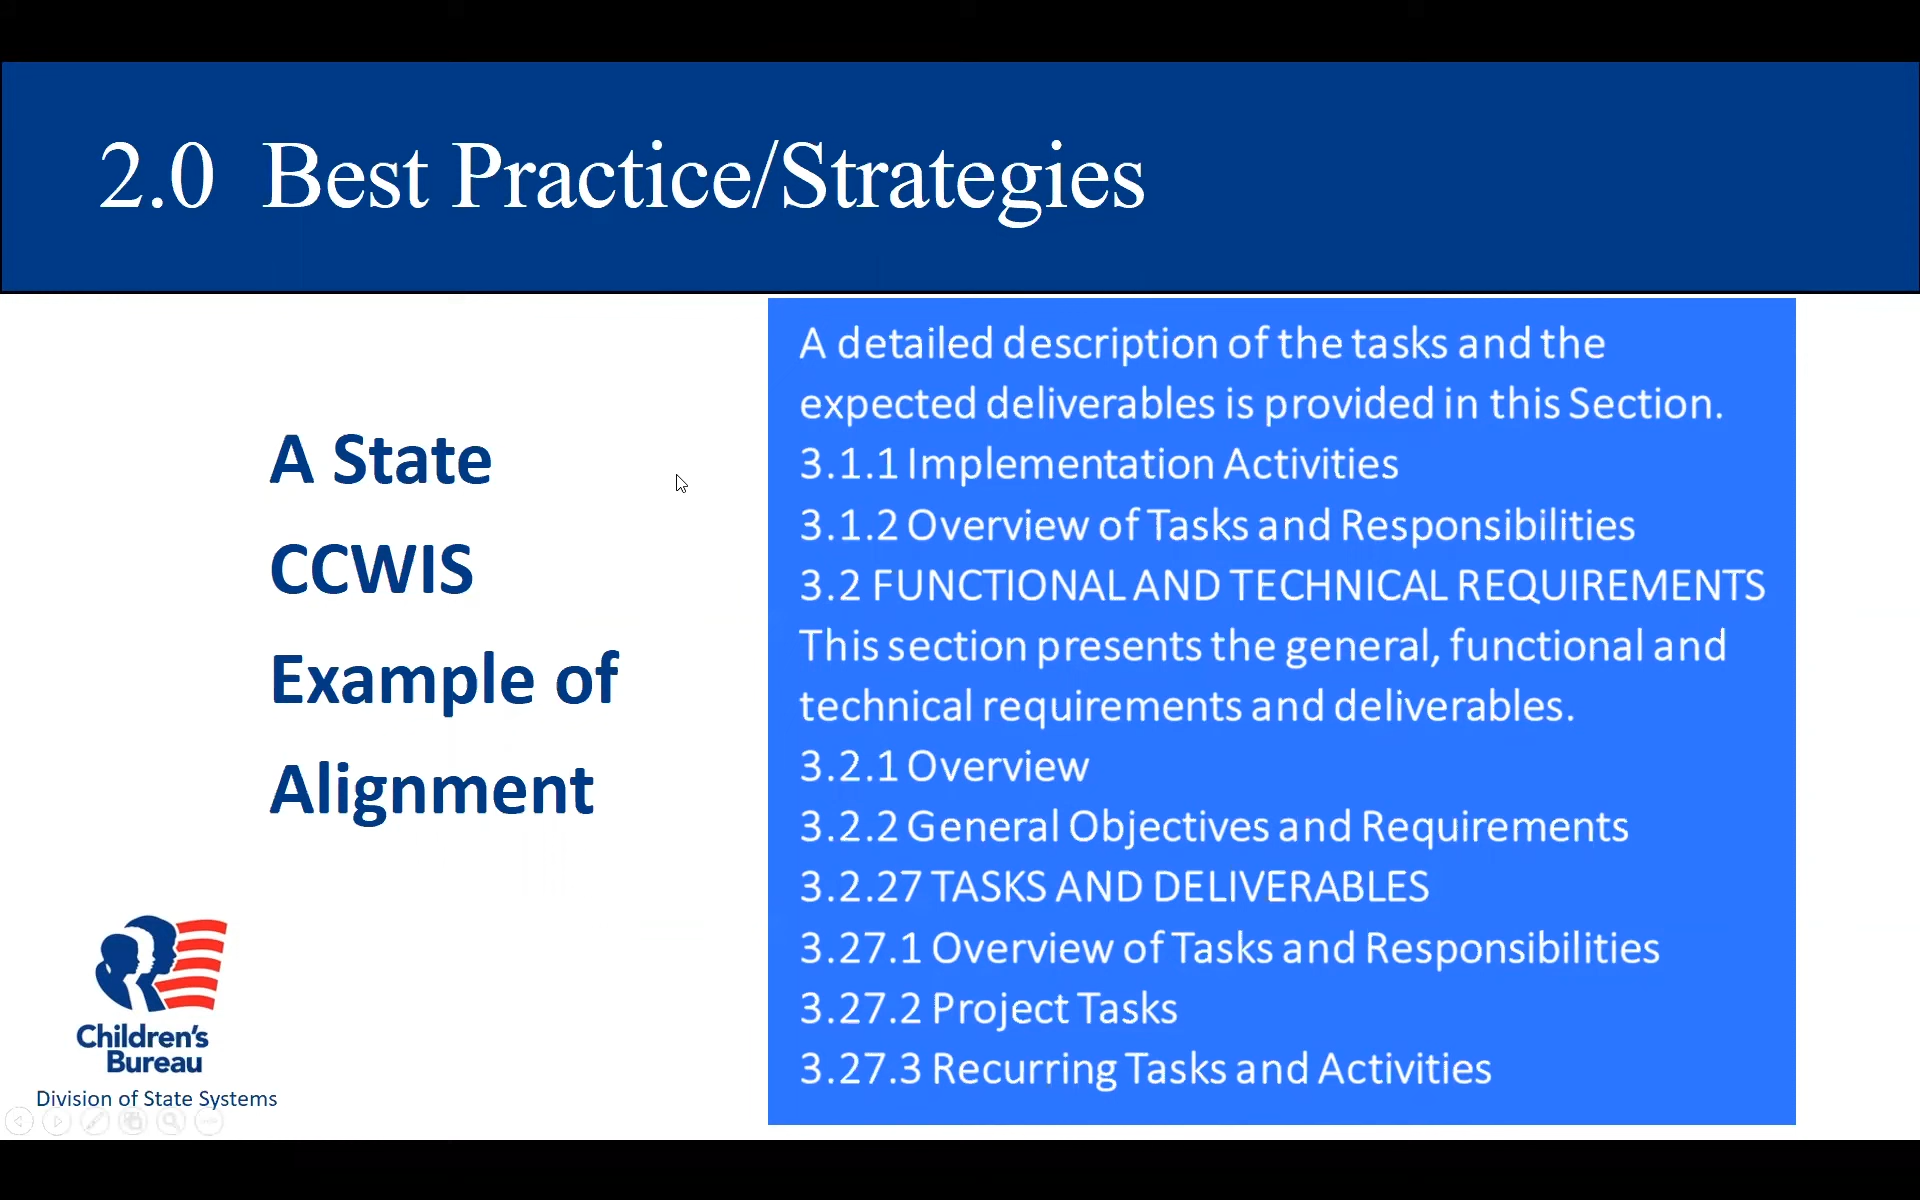 2.0 Best Practice/Strategies
A State
CCWIS
Example of
Alignment
A detailed description of the tasks and the
expected deliverables is provided in this Section.
3.1.1 Implementation Activities
3.1.2 Overview of Tasks and Responsibilities
3.2 FUNCTIONAL AND TECHNICAL REQUIREMENTS
This section presents the general, functional and
technical requirements and deliverables.
3.2.1 Overview
3.2.2 General Objectives and Requirements
3.2.27 TASKS AND DELIVERABLES
3.27.1 Overview of Tasks and Responsibilities
3.27.2 Project Tasks
3.27.3 Recurring Tasks and Activities
Children's
Bureau
Division of State Systems